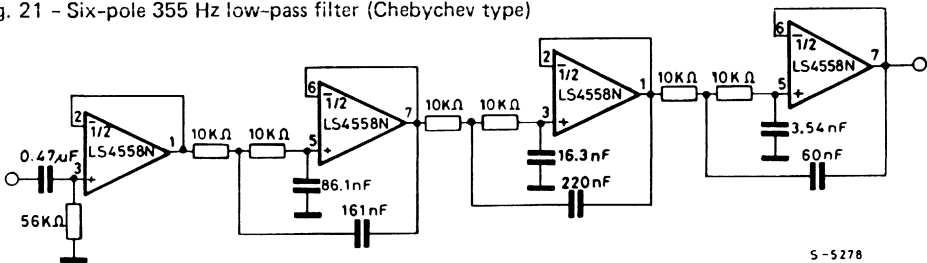 g. 21 – Six-pole 355 Hz low-pass filter (Chebychev type)
0.47µF
56KΩ
2
3
1
1/2
LS4558N
10KΩ
10KΩ
6
5
7
1/2
LS4558N
86.1nF
161nF
10KΩ
10KΩ
2
3
1
1/2
LS4558N
16.3nF
220nF
10KΩ
10KΩ
6
5
7
1/2
LS4558N
3.54nF
60nF
S-5278